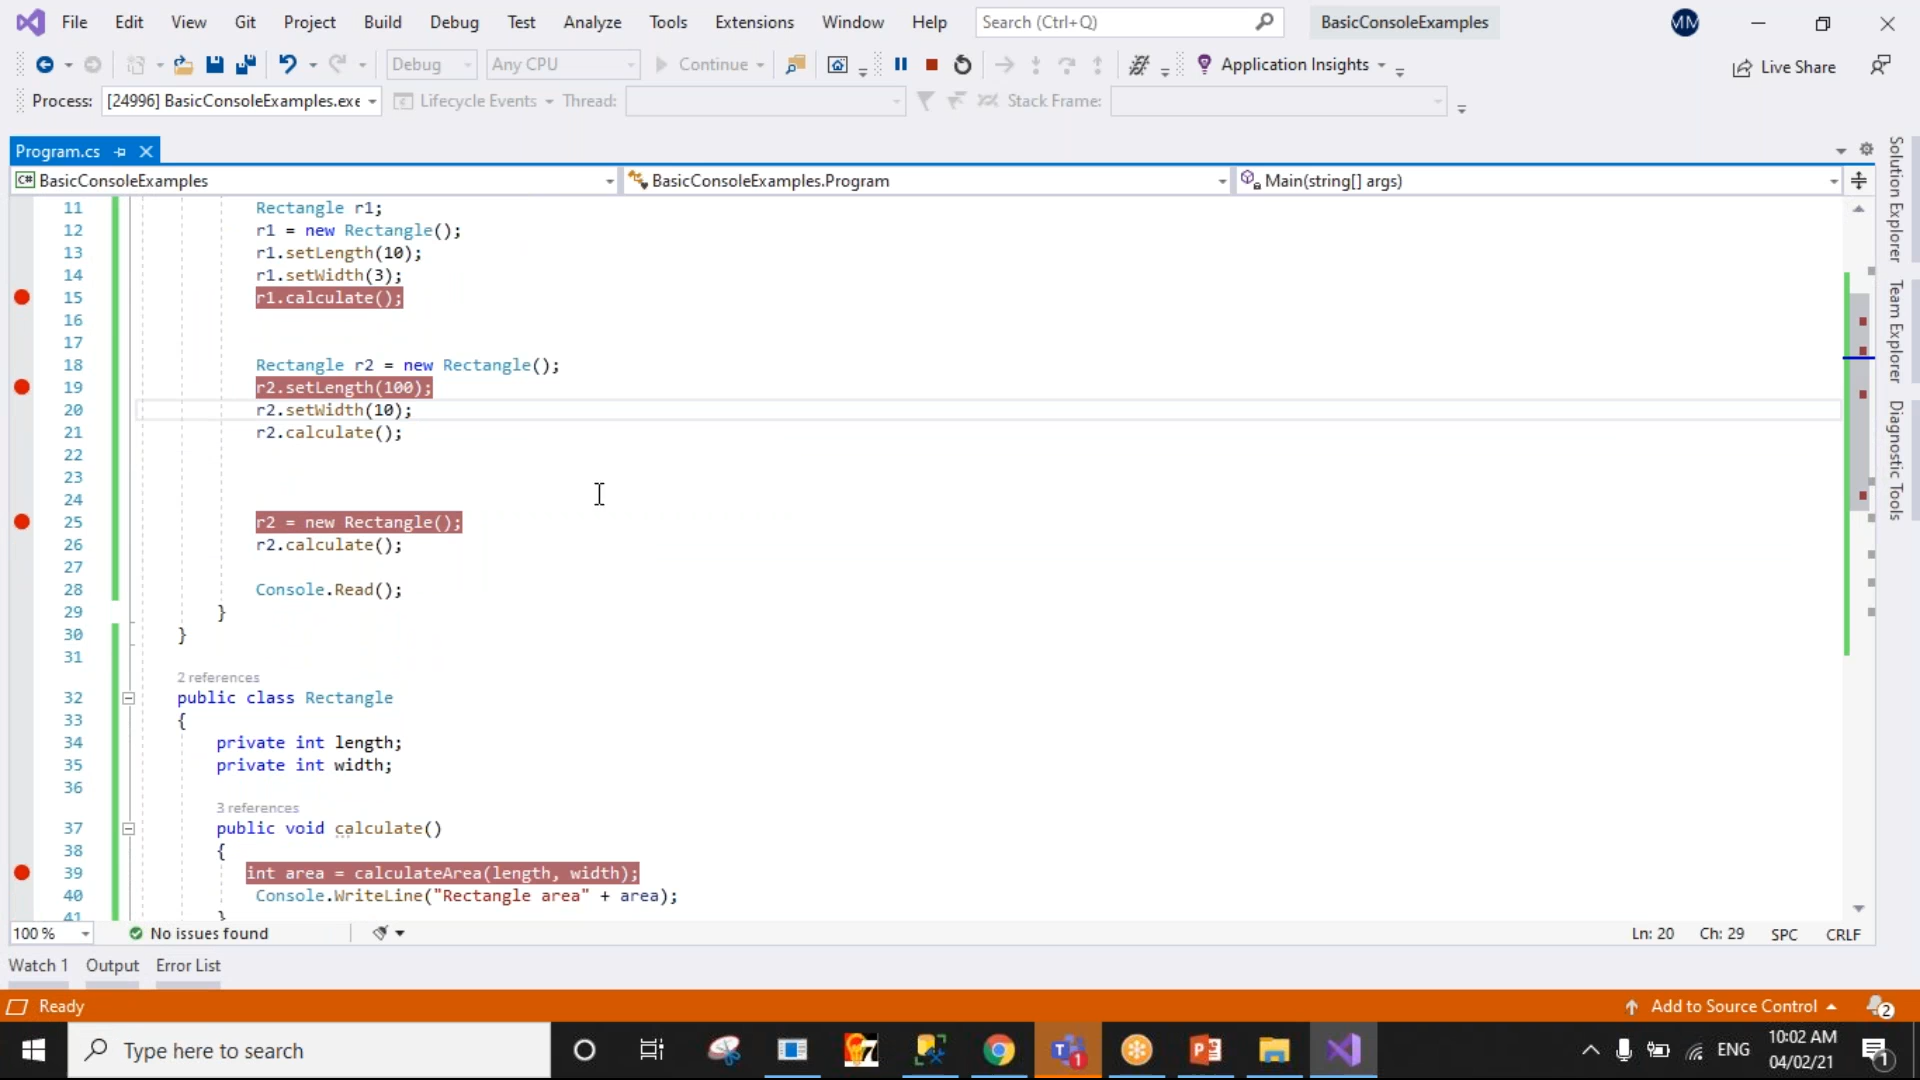 File Edit View Git Project Build Debug Test Analyze Tools Extensions Window Help Search (Ctrl+Q) BasicConsoleExamples MM
Debug Any CPU Continue Application Insights Live Share
Process: [24996] BasicConsoleExamples.exe Lifecycle Events Thread: Stack Frame:
Program.cs
C# BasicConsoleExamples BasicConsoleExamples.Program Main(string[] args)
11 Rectangle r1;
12 r1 = new Rectangle();
13 r1.setLength(10);
14 r1.setWidth(3);
15 r1.calculate();
16
17
18 Rectangle r2 = new Rectangle();
19 r2.setLength(100);
20 r2.setWidth(10);
21 r2.calculate();
22
23
24
25 r2 = new Rectangle();
26 r2.calculate();
27
28 Console.Read();
29 }
30 }
31
2 references
32 public class Rectangle
33 {
34 private int length;
35 private int width;
36
3 references
37 public void calculate()
38 {
39 int area = calculateArea(length, width);
40 Console.WriteLine("Rectangle area" + area);
41 }
Solution Explorer
Team Explorer
Diagnostic Tools
100 % No issues found Ln: 20 Ch: 29 SPC CRLF
Watch 1 Output Error List
Ready Add to Source Control 2
Type here to search T 1 P ENG 10:02 AM
04/02/21 1